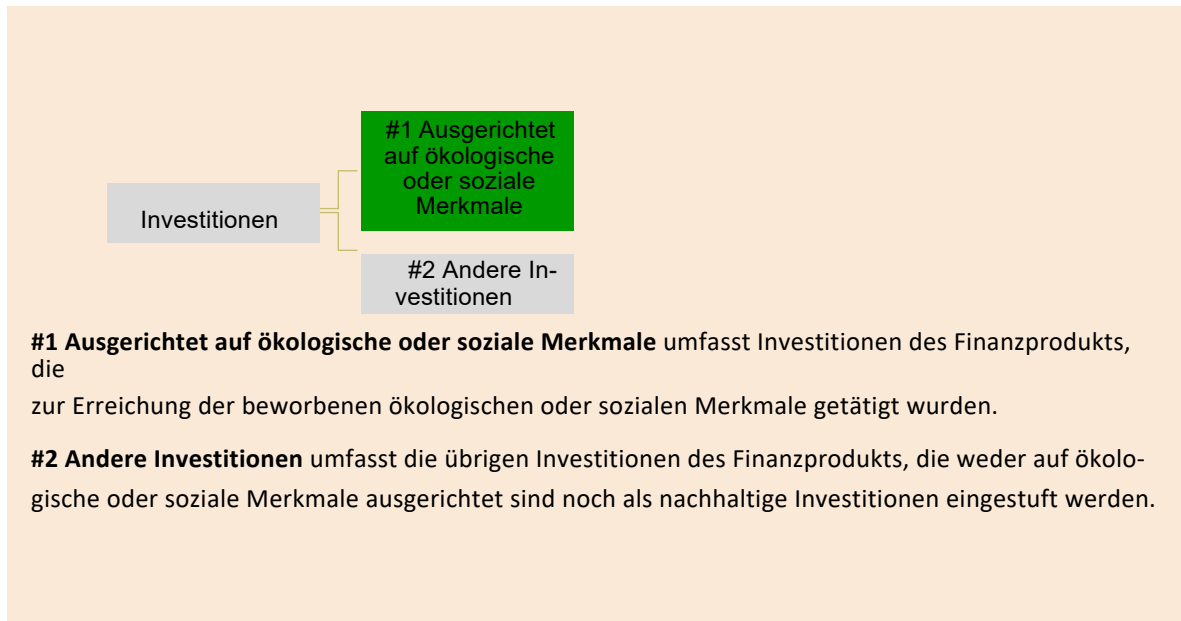 #1 Ausgerichtet
auf ökologische
oder soziale
Merkmale
Investitionen
#2 Andere In-
vestitionen
#1 Ausgerichtet auf ökologische oder soziale Merkmale umfasst Investitionen des Finanzprodukts,
die
zur Erreichung der beworbenen ökologischen oder sozialen Merkmale getätigt wurden.
#2 Andere Investitionen umfasst die übrigen Investitionen des Finanzprodukts, die weder auf ökolo-
gische oder soziale Merkmale ausgerichtet sind noch als nachhaltige Investitionen eingestuft werden.